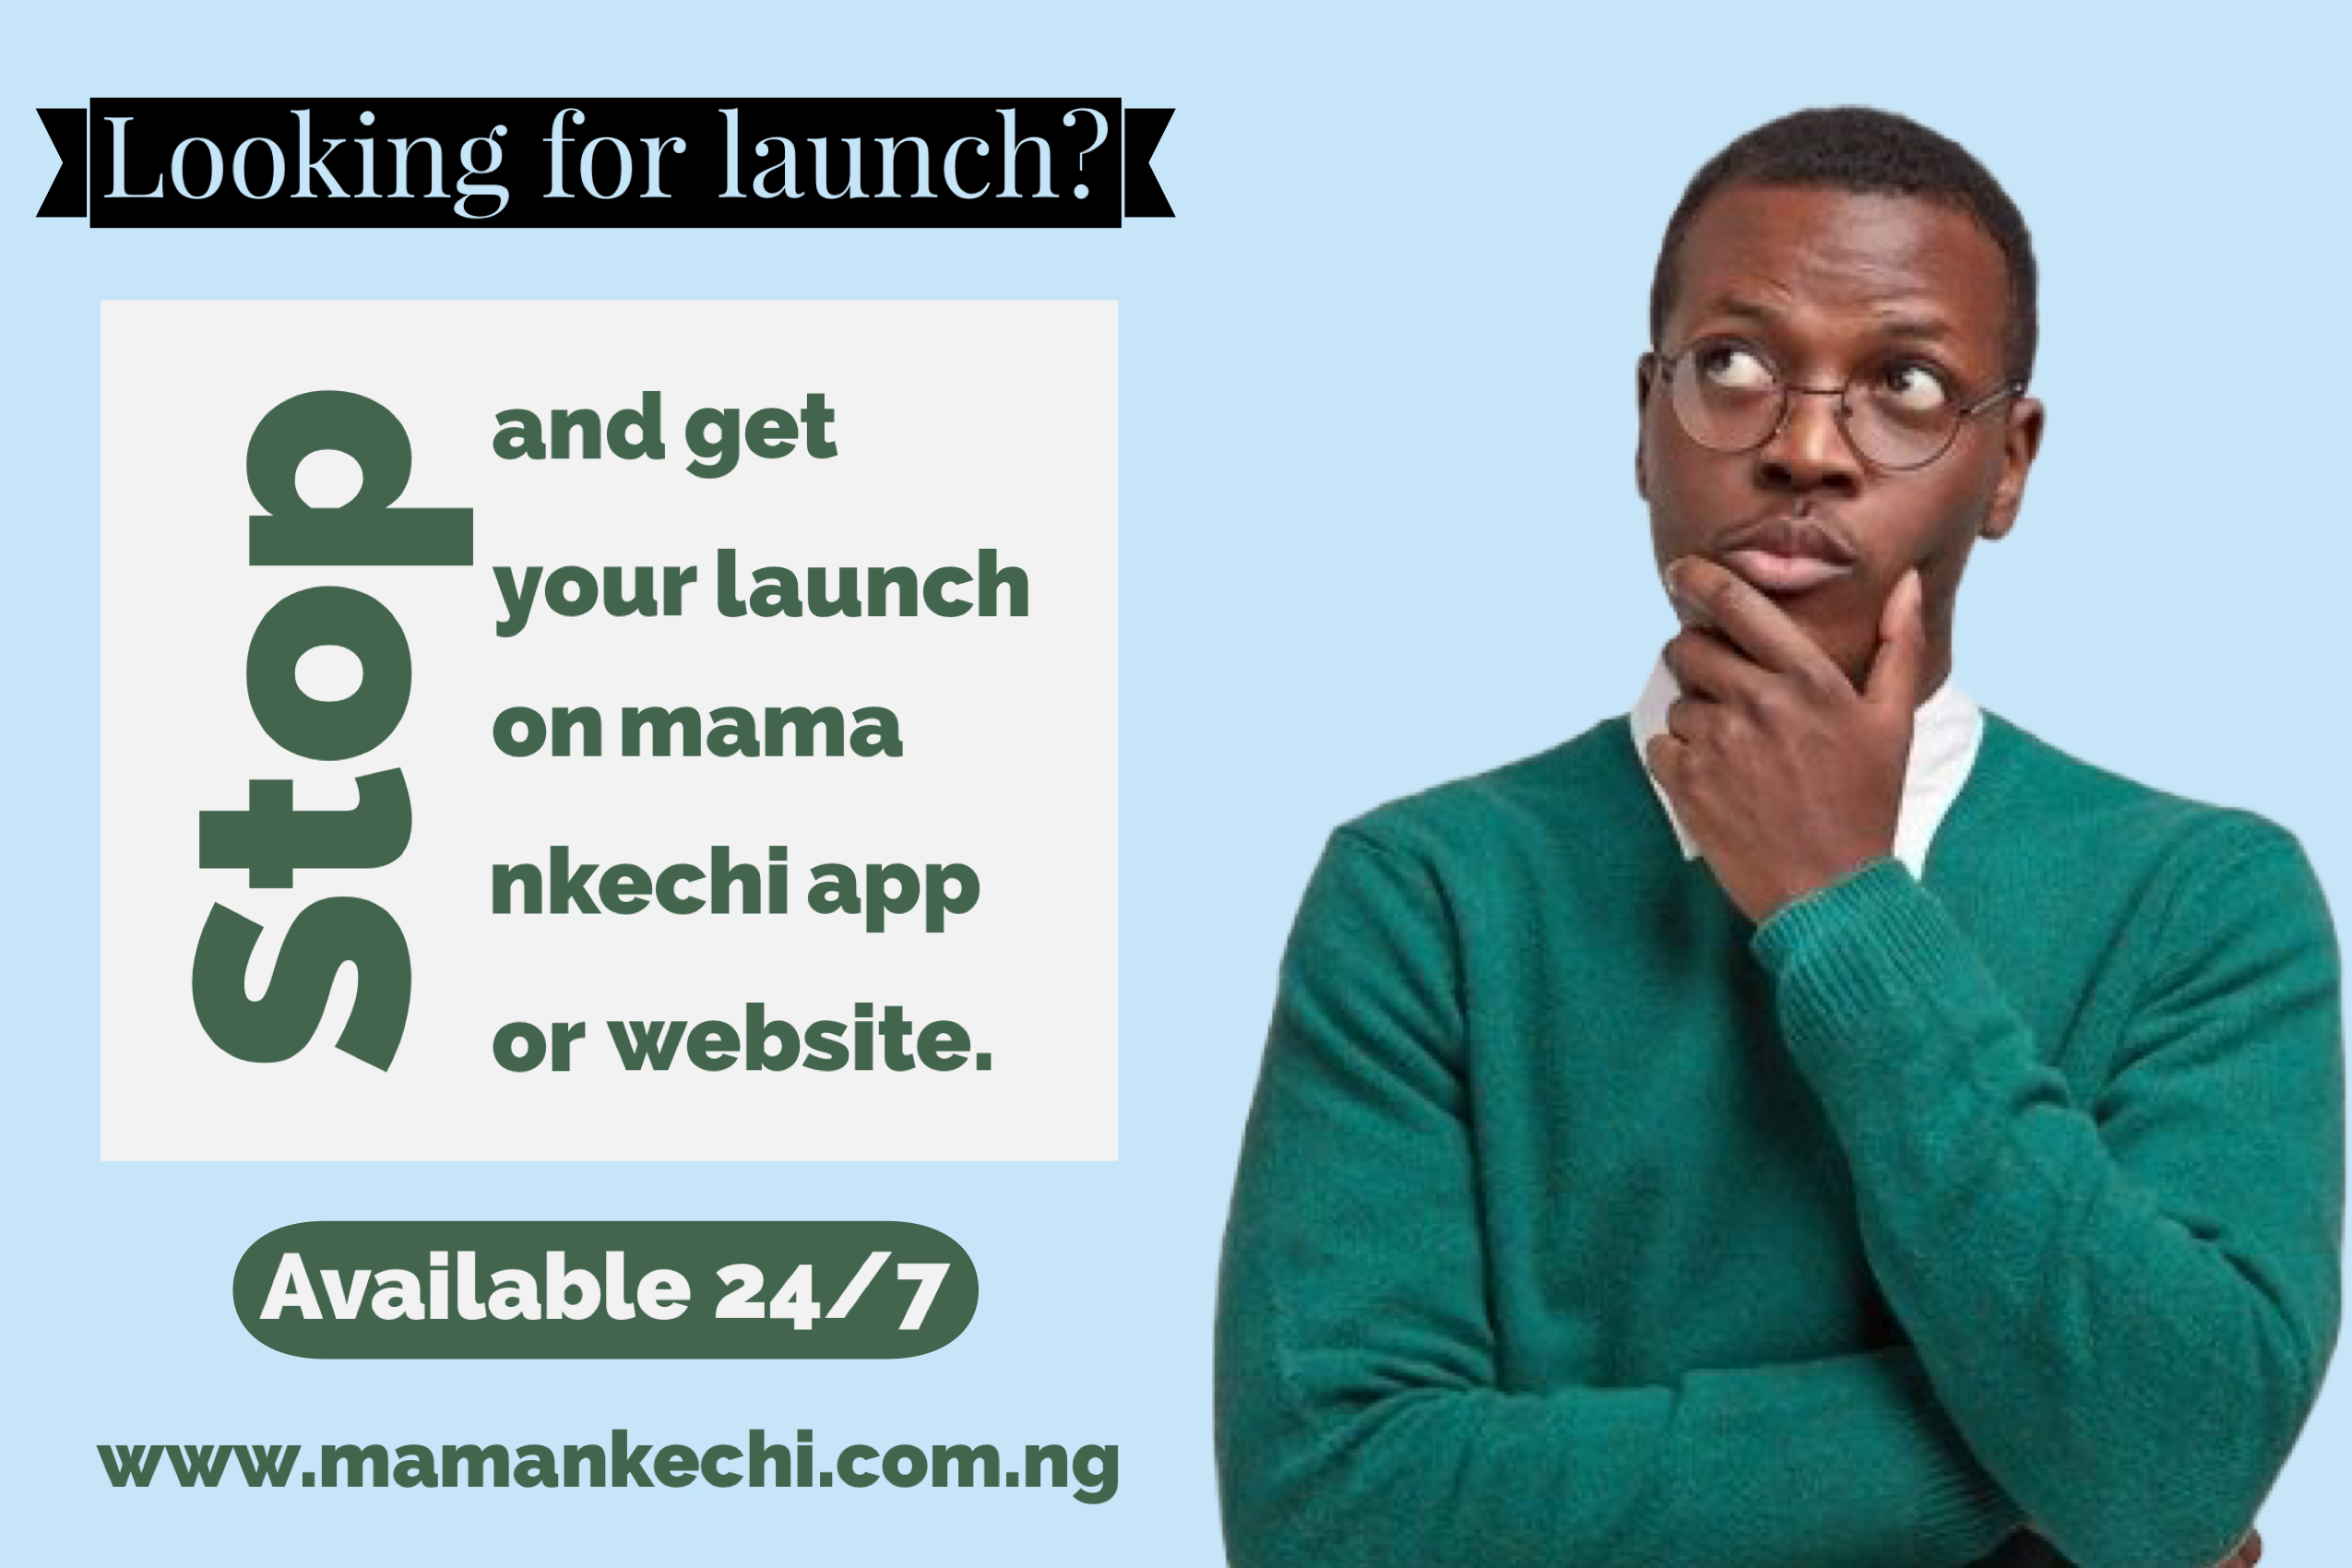 Looking for launch?
Stop
and get
your launch
on mama
nkechi app
or website.
Available 24/7
www.mamankechi.com.ng